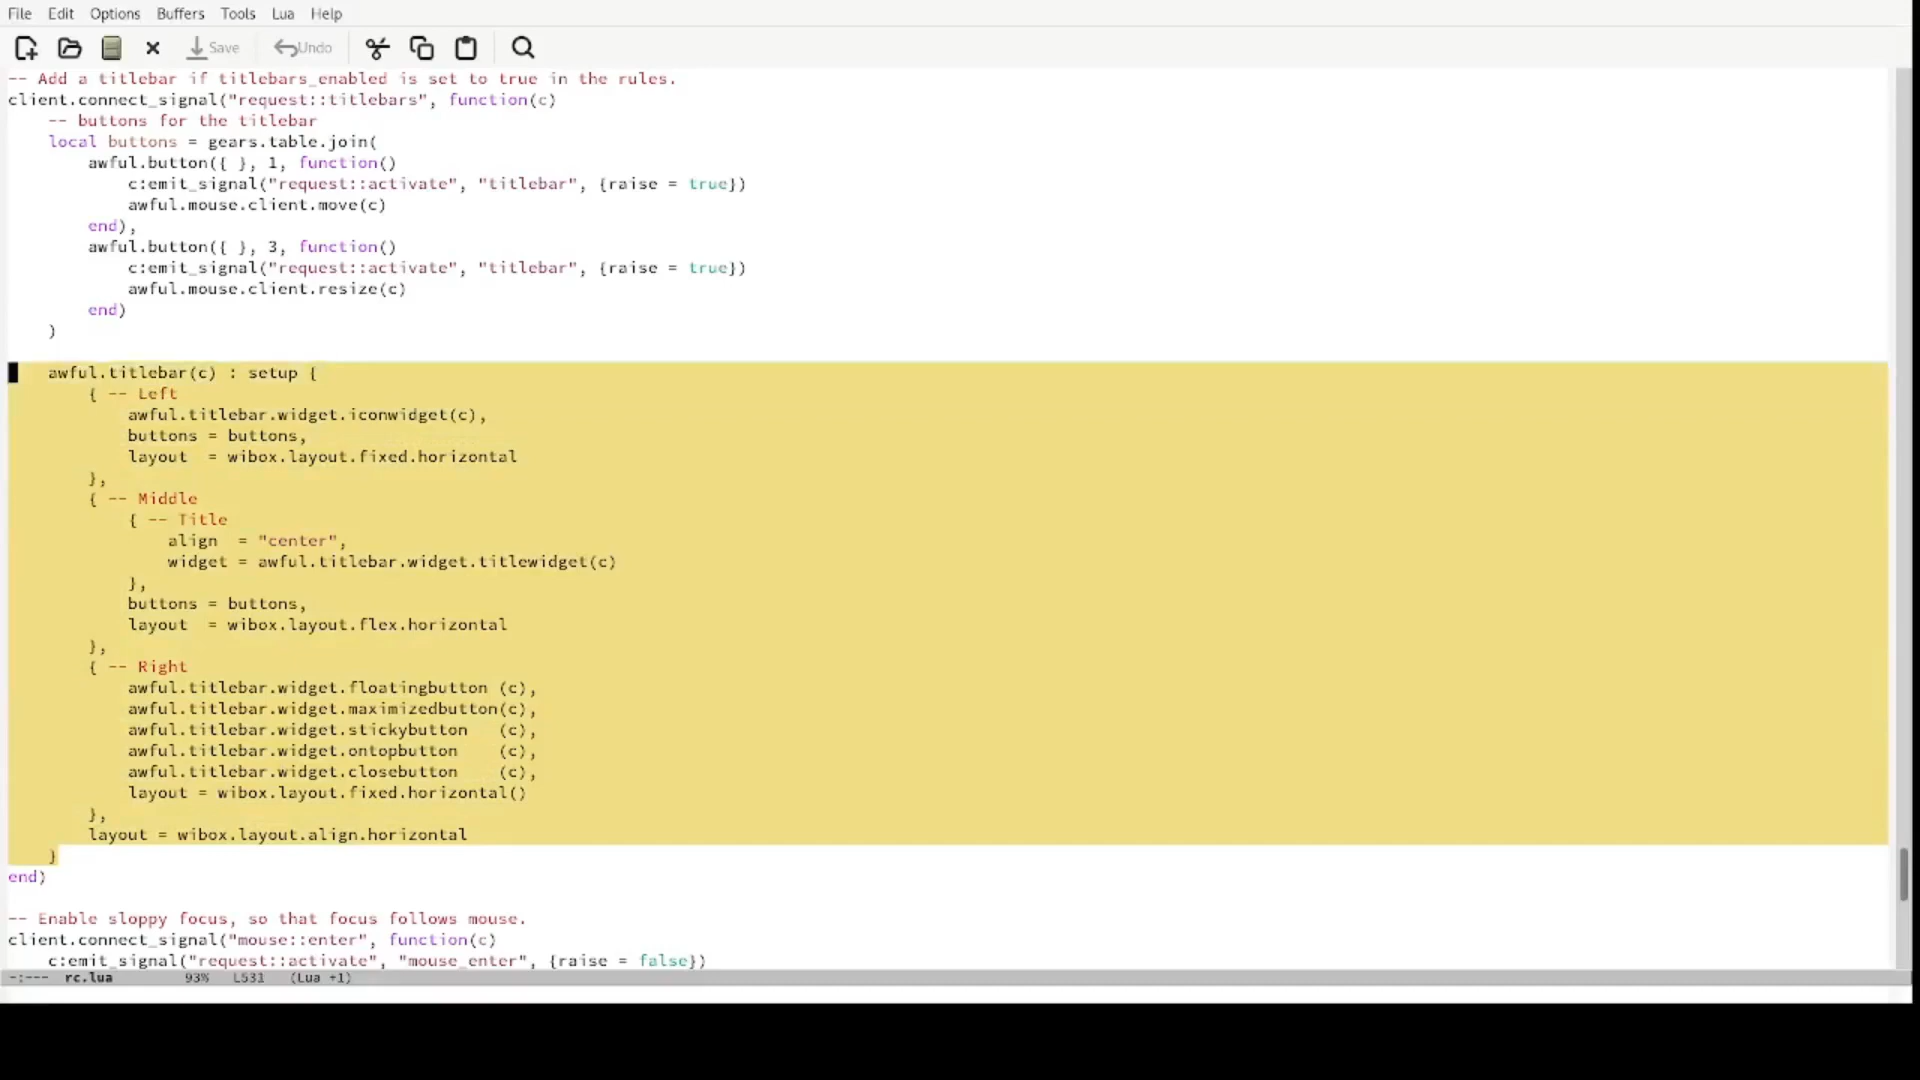 File Edit Options Buffers Tools Lua Help
Save Undo
-- Add a titlebar if titlebars_enabled is set to true in the rules.
client.connect_signal("request::titlebars", function(c)
    -- buttons for the titlebar
    local buttons = gears.table.join(
        awful.button({ }, 1, function()
            c:emit_signal("request::activate", "titlebar", {raise = true})
            awful.mouse.client.move(c)
        end),
        awful.button({ }, 3, function()
            c:emit_signal("request::activate", "titlebar", {raise = true})
            awful.mouse.client.resize(c)
        end)
    )
    awful.titlebar(c) : setup {
        { -- Left
            awful.titlebar.widget.iconwidget(c),
            buttons = buttons,
            layout  = wibox.layout.fixed.horizontal
        },
        { -- Middle
            { -- Title
                align  = "center",
                widget = awful.titlebar.widget.titlewidget(c)
            },
            buttons = buttons,
            layout  = wibox.layout.flex.horizontal
        },
        { -- Right
            awful.titlebar.widget.floatingbutton (c),
            awful.titlebar.widget.maximizedbutton(c),
            awful.titlebar.widget.stickybutton   (c),
            awful.titlebar.widget.ontopbutton    (c),
            awful.titlebar.widget.closebutton    (c),
            layout = wibox.layout.fixed.horizontal()
        },
        layout = wibox.layout.align.horizontal
    }
end)
-- Enable sloppy focus, so that focus follows mouse.
client.connect_signal("mouse::enter", function(c)
    c:emit_signal("request::activate", "mouse_enter", {raise = false})
-:---  rc.lua       93%  L531   (Lua +1)